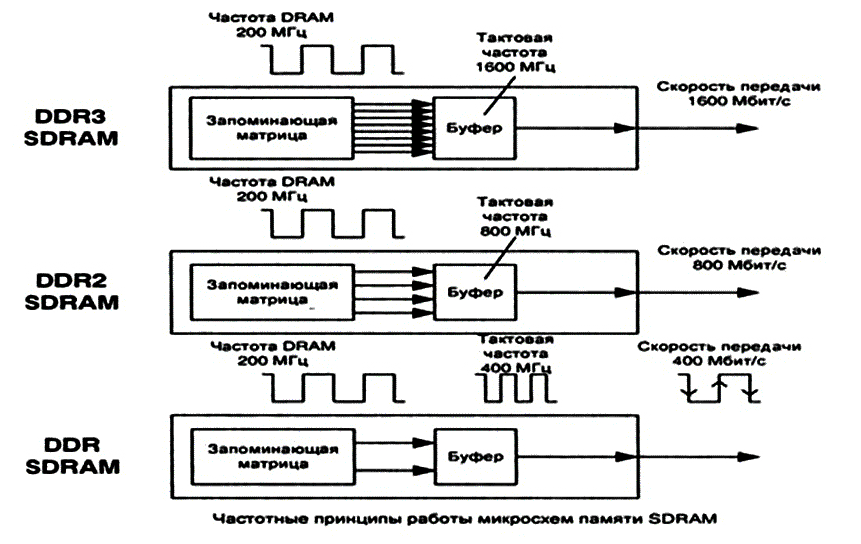 Частота DRAM
200 МГц
Тактовая
частота
1600 МГц
Скорость передачи
1600 Мбит/с
DDR3
SDRAM
Запоминающая
матрица
Буфер
Частота DRAM
200 МГц
Тактовая
частота
800 МГц
Скорость передачи
800 Мбит/с
DDR2
SDRAM
Запоминающая
матрица
Буфер
Частота DRAM
200 МГц
Тактовая
частота
400 МГц
Скорость передачи
400 Мбит/с
DDR
SDRAM
Запоминающая
матрица
Буфер
Частотные принципы работы микросхем памяти SDRAM